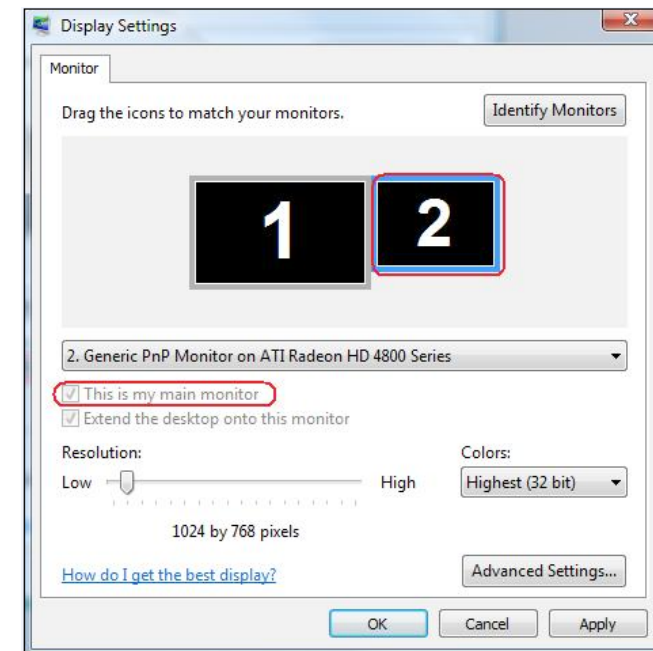 Display Settings
Monitor
Drag the icons to match your monitors.
Identify Monitors
1
2
2. Generic PnP Monitor on ATI Radeon HD 4800 Series
This is my main monitor
Extend the desktop onto this monitor
Resolution:
Colors:
Low
High
Highest (32 bit)
1024 by 768 pixels
How do I get the best display?
Advanced Settings...
OK
Cancel
Apply